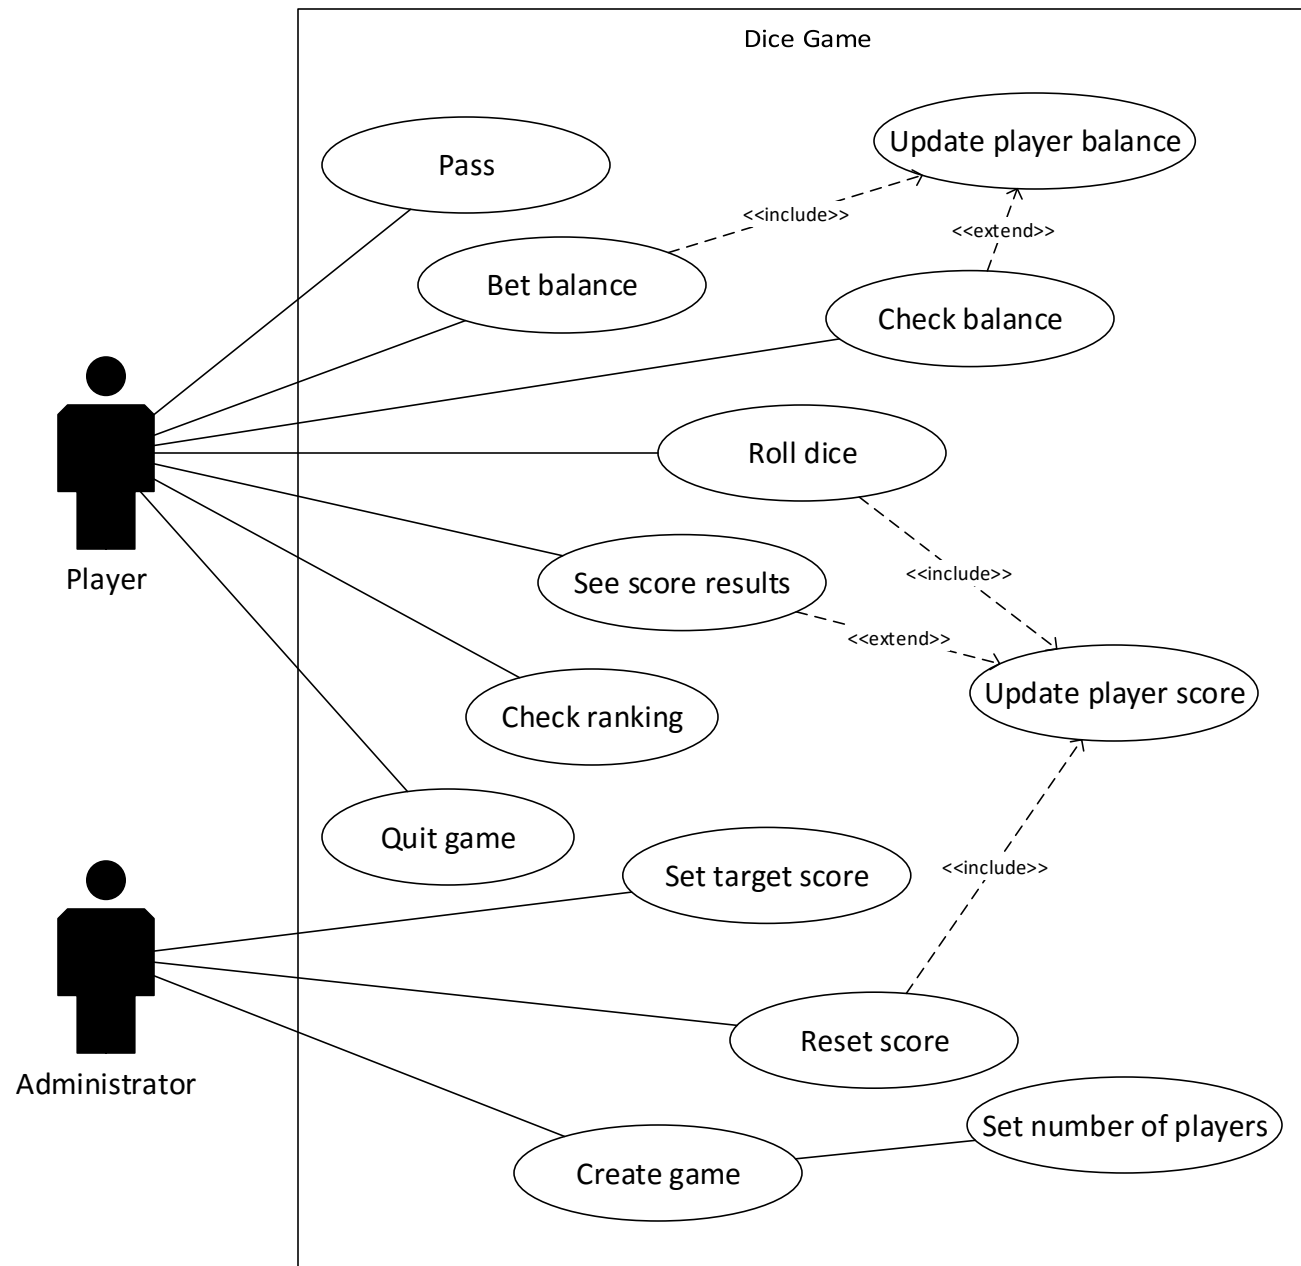 Dice Game
Pass
Update player balance
<<include>>
<<extend>>
Bet balance
Check balance
Roll dice
Player
See score results
<<include>>
<<extend>>
Update player score
Check ranking
Quit game
Set target score
<<include>>
Reset score
Administrator
Set number of players
Create game